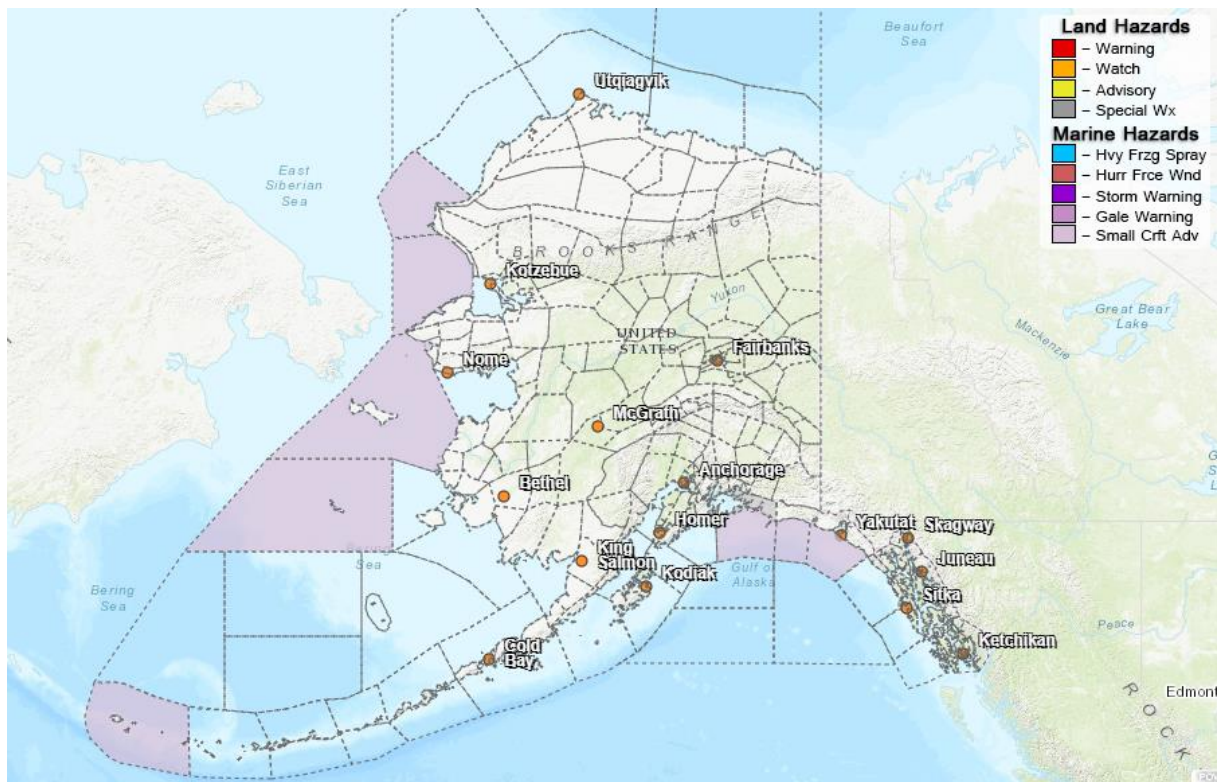 Beaufort
Sea
Land Hazards
– Warning
– Watch
– Advisory
– Special Wx
Marine Hazards
– Hvy Frzg Spray
– Hurr Frce Wnd
– Storm Warning
– Gale Warning
– Small Crft Adv
Utqiagvik
East
Siberian
Sea
BROOKS RANGE
Kotzebue
Yukon
Great Bear
Lake
Mackenzie
UNITED
STATES
Fairbanks
Nome
McGrath
Anchorage
Bethel
Homer
Yakutat
Skagway
King
Salmon
Juneau
Sea
Gulf of
Alaska
Kodiak
Bering
Sea
Sitka
Peace
Ketchikan
Cold
Bay
Edmont
ROCK